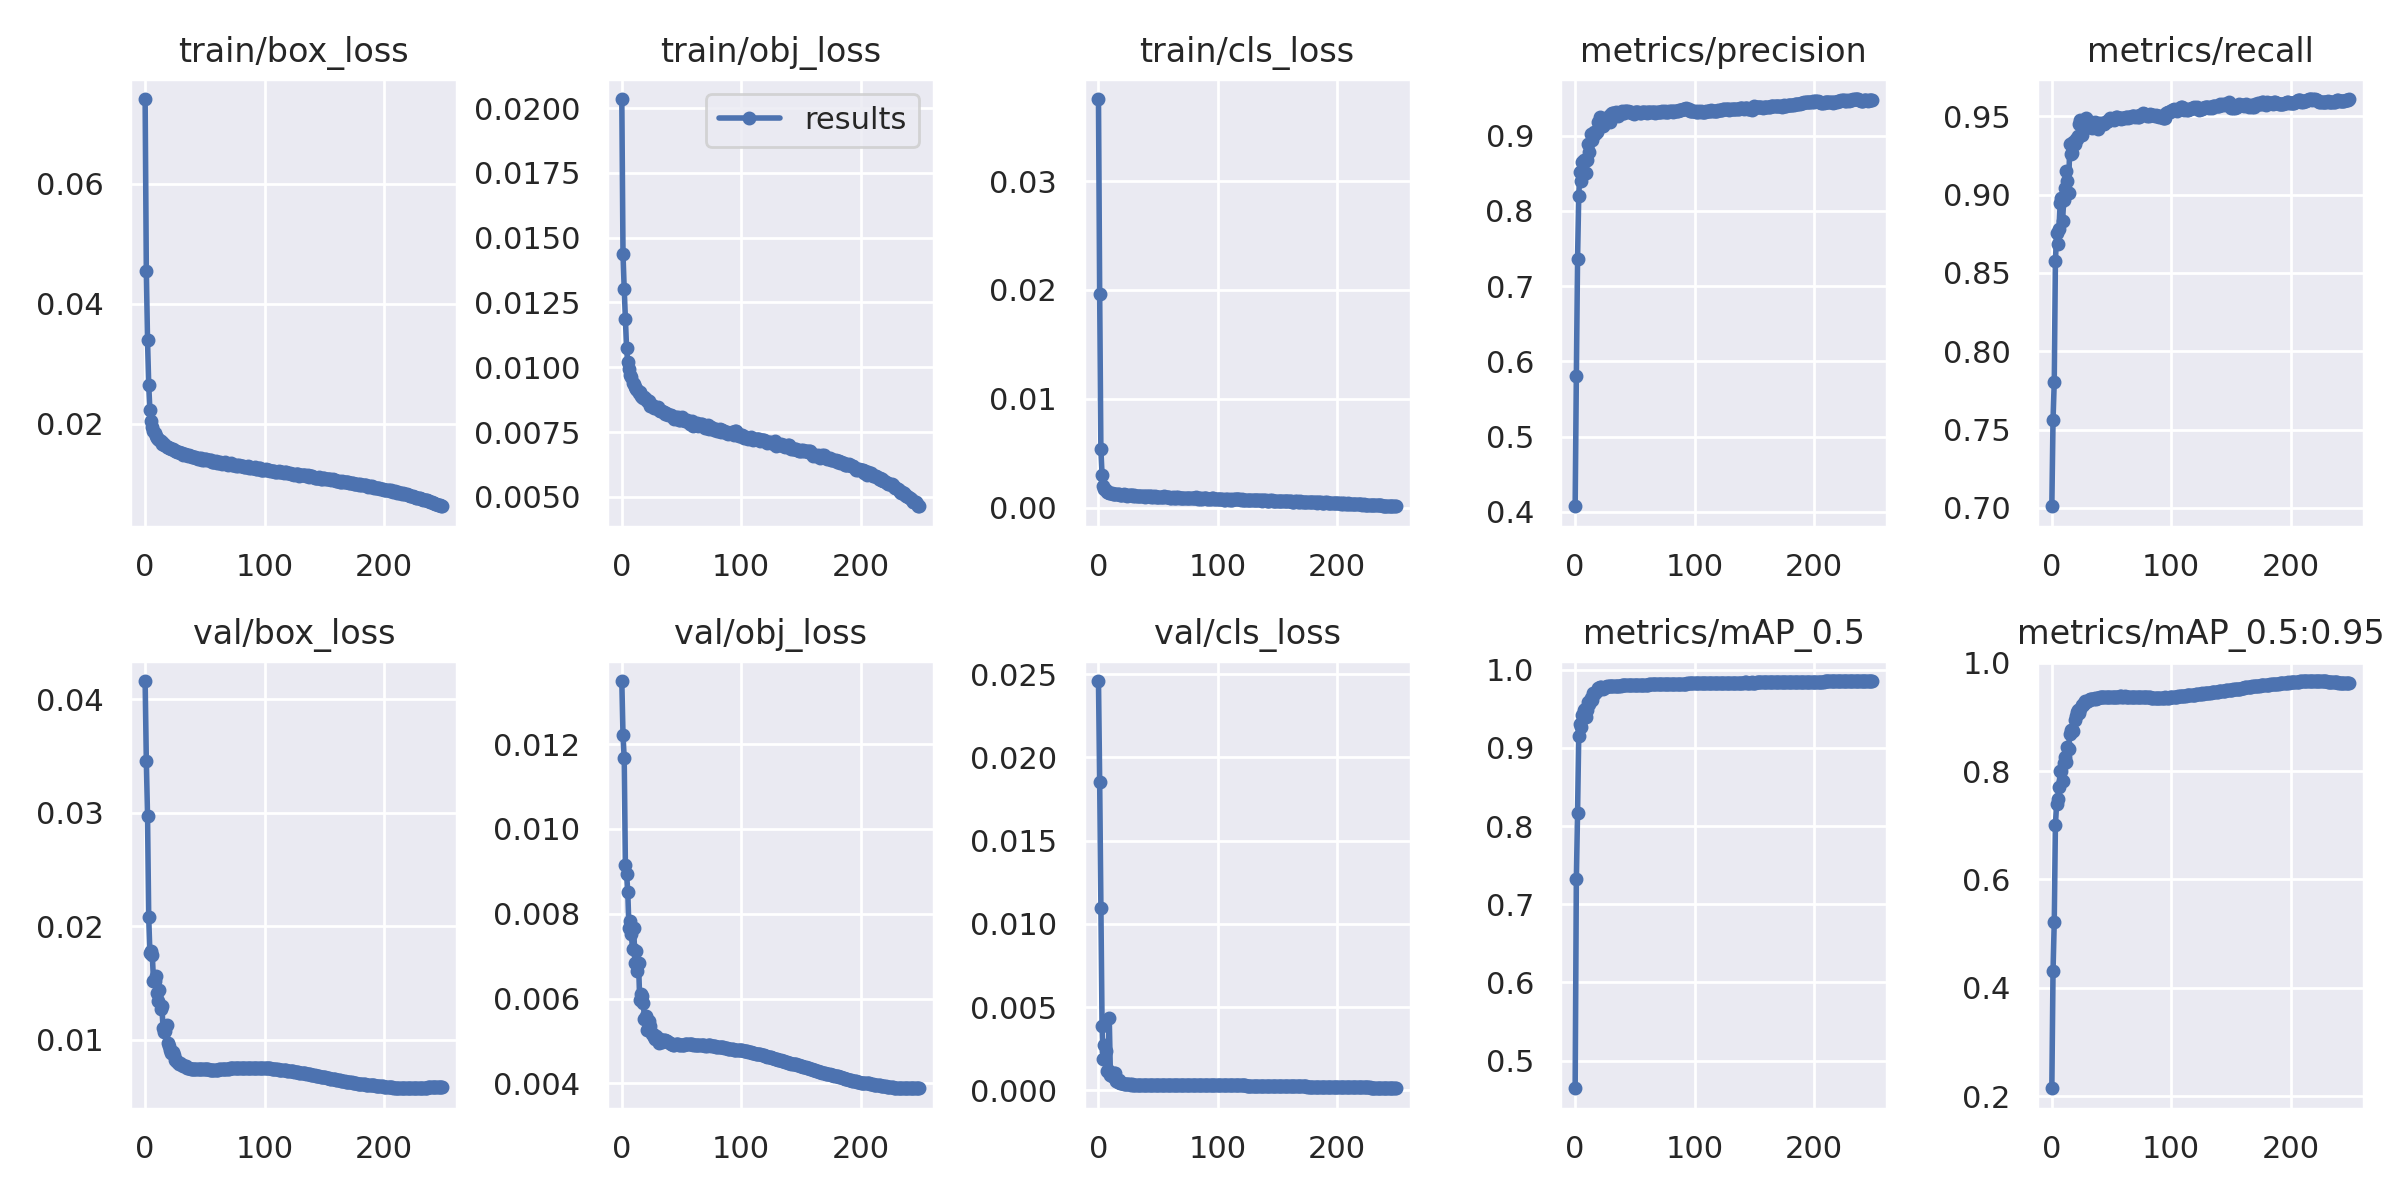 train/box_loss
train/obj_loss
train/cls_loss
metrics/precision
metrics/recall
0.06
0.04
0.02
0 100 200
0.0200
0.0175
0.0150
0.0125
0.0100
0.0075
0.0050
results
0 100 200
0.03
0.02
0.01
0.00
0 100 200
0.9
0.8
0.7
0.6
0.5
0.4
0 100 200
0.95
0.90
0.85
0.80
0.75
0.70
0 100 200
val/box_loss
val/obj_loss
val/cls_loss
metrics/mAP_0.5
metrics/mAP_0.5:0.95
0.04
0.03
0.02
0.01
0 100 200
0.012
0.010
0.008
0.006
0.004
0 100 200
0.025
0.020
0.015
0.010
0.005
0.000
0 100 200
1.0
0.9
0.8
0.7
0.6
0.5
0 100 200
1.0
0.8
0.6
0.4
0.2
0 100 200